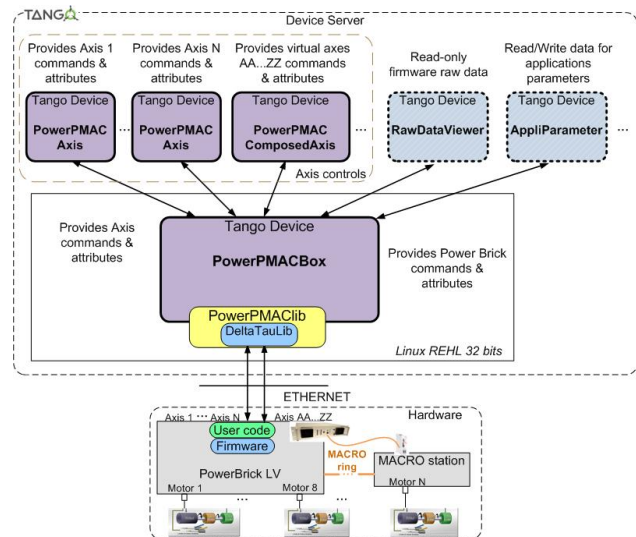 TANGO
Device Server
Provides Axis 1
commands &
attributes
Provides Axis N
commands &
attributes
Provides virtual axes
AA...ZZ commands
& attributes
Read-only
firmware raw data
Read/Write data for
applications
parameters
Tango Device
PowerPMAC
Axis
...
Tango Device
PowerPMAC
Axis
Tango Device
PowerPMAC
ComposedAxis
...
Tango Device
RawDataViewer
Tango Device
AppliParameter
...
Axis controls
Provides Axis
commands &
attributes
Tango Device
PowerPMACBox
Provides Power Brick
commands &
attributes
PowerPMAClib
DeltaTauLib
Linux REHL 32 bits
ETHERNET
Hardware
Axis 1 ... Axis N
Axis AA...ZZ
User code
Firmware
PowerBrick LV
MACRO
ring
MACRO station
Motor 1
...
Motor 8
...
Motor N
...
...